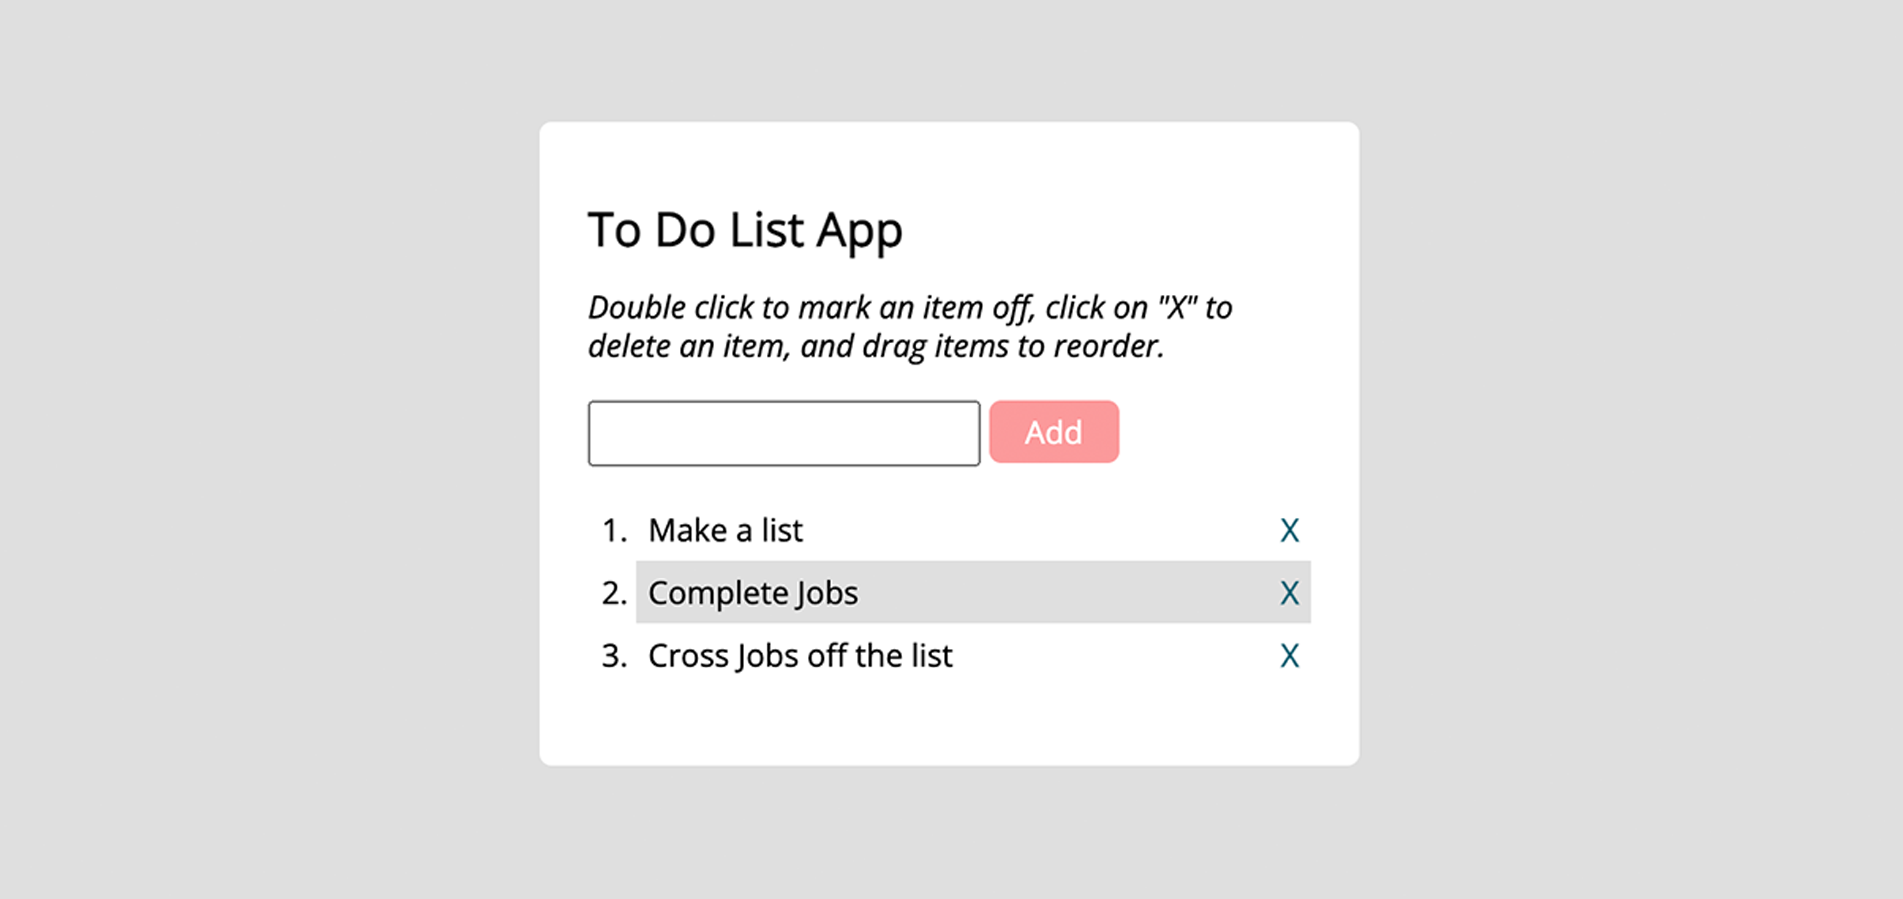 To Do List App
Double click to mark an item off, click on "X" to
delete an item, and drag items to reorder.
Add
1. Make a list X
2. Complete Jobs X
3. Cross Jobs off the list X